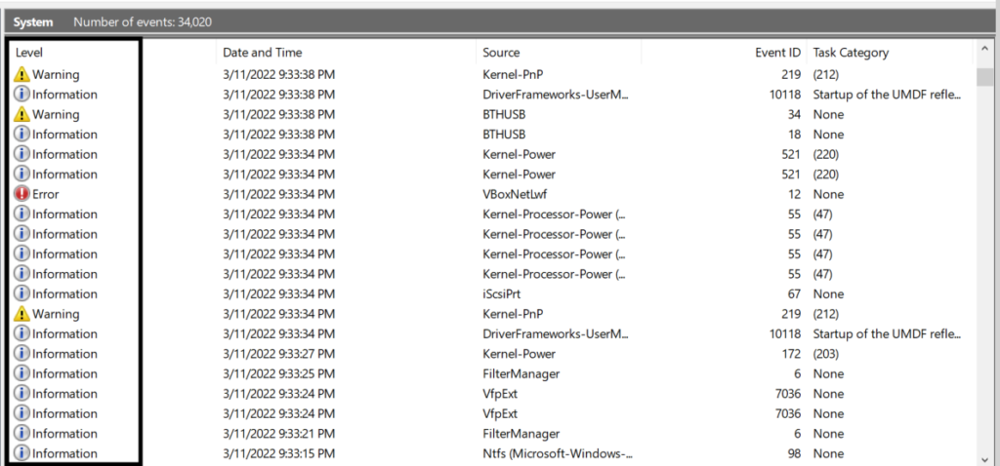 System Number of events: 34,020
Level Date and Time Source Event ID Task Category
Warning 3/11/2022 9:33:38 PM Kernel-PnP 219 (212)
Information 3/11/2022 9:33:38 PM DriverFrameworks-UserM... 10118 Startup of the UMDF refle...
Warning 3/11/2022 9:33:38 PM BTHUSB 34 None
Information 3/11/2022 9:33:38 PM BTHUSB 18 None
Information 3/11/2022 9:33:34 PM Kernel-Power 521 (220)
Information 3/11/2022 9:33:34 PM Kernel-Power 521 (220)
Error 3/11/2022 9:33:34 PM VBoxNetLwf 12 None
Information 3/11/2022 9:33:34 PM Kernel-Processor-Power (... 55 (47)
Information 3/11/2022 9:33:34 PM Kernel-Processor-Power (... 55 (47)
Information 3/11/2022 9:33:34 PM Kernel-Processor-Power (... 55 (47)
Information 3/11/2022 9:33:34 PM Kernel-Processor-Power (... 55 (47)
Information 3/11/2022 9:33:34 PM iScsiPrt 67 None
Warning 3/11/2022 9:33:34 PM Kernel-PnP 219 (212)
Information 3/11/2022 9:33:34 PM DriverFrameworks-UserM... 10118 Startup of the UMDF refle...
Information 3/11/2022 9:33:27 PM Kernel-Power 172 (203)
Information 3/11/2022 9:33:25 PM FilterManager 6 None
Information 3/11/2022 9:33:24 PM VfpExt 7036 None
Information 3/11/2022 9:33:24 PM VfpExt 7036 None
Information 3/11/2022 9:33:21 PM FilterManager 6 None
Information 3/11/2022 9:33:15 PM Ntfs (Microsoft-Windows-... 98 None